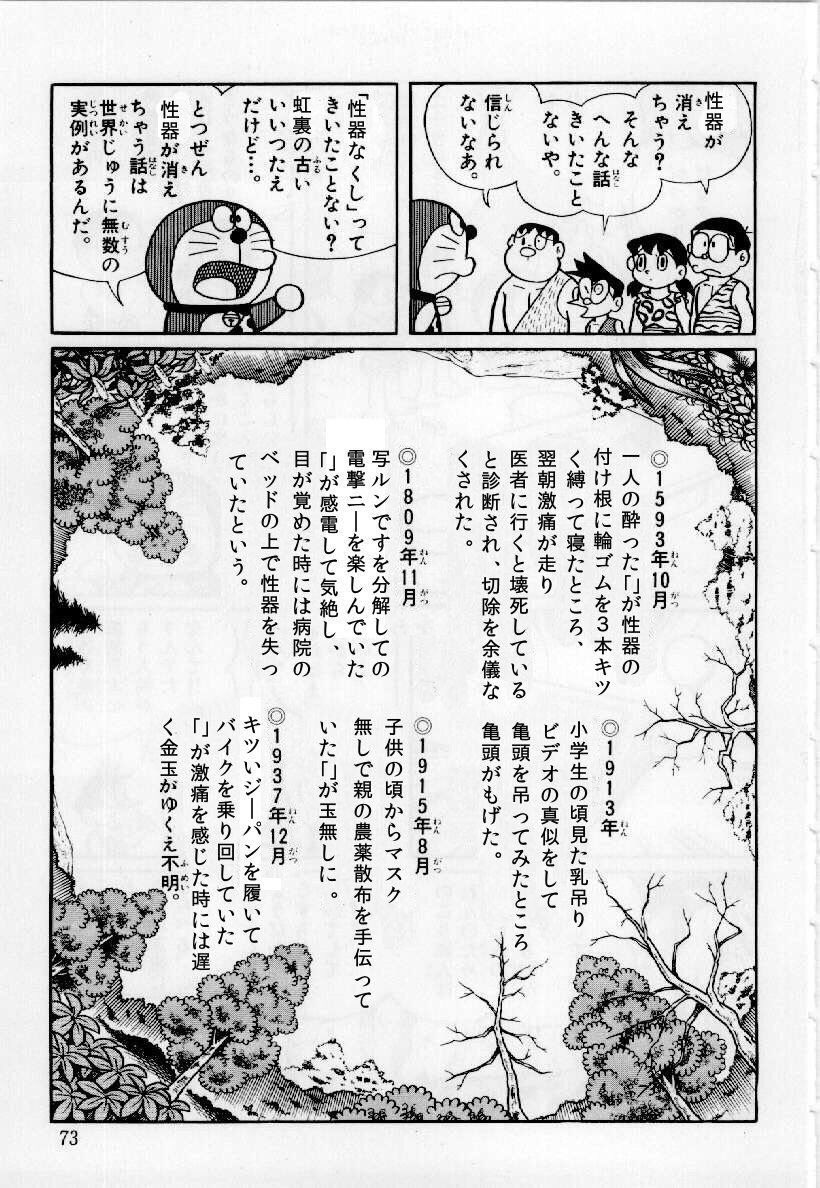 性器が
消え
ちゃう？
そんな
へんな話
きいたこと
ないや。
信じられ
ないなあ。
「性器なくし」って
きいたことない？
虹裏の古い
いいつたえ
だけど…。
とつぜん
性器が消え
ちゃう話は
世界じゅうに無数の
実例があるんだ。
◎1593年10月
一人の酔った「」が性器の
付け根に輪ゴムを3本キツ
く縛って寝たところ、
翌朝激痛が走り
医者に行くと壊死している
と診断され、切除を余儀な
くされた。
◎1809年11月
写ルンですを分解しての
電撃ニーを楽しんでいた
「」が感電して気絶し、
目が覚めた時には病院の
ベッドの上で性器を失っ
ていたという。
◎1913年
小学生の頃見た乳吊り
ビデオの真似をして
亀頭を吊ってみたところ
亀頭がもげた。
◎1915年8月
子供の頃からマスク
無しで親の農薬散布を手伝って
いた「」が玉無しに。
◎1937年12月
キツいジーパンを履いて
バイクを乗り回していた
「」が激痛を感じた時には遅
く金玉がゆくえ不明。
73